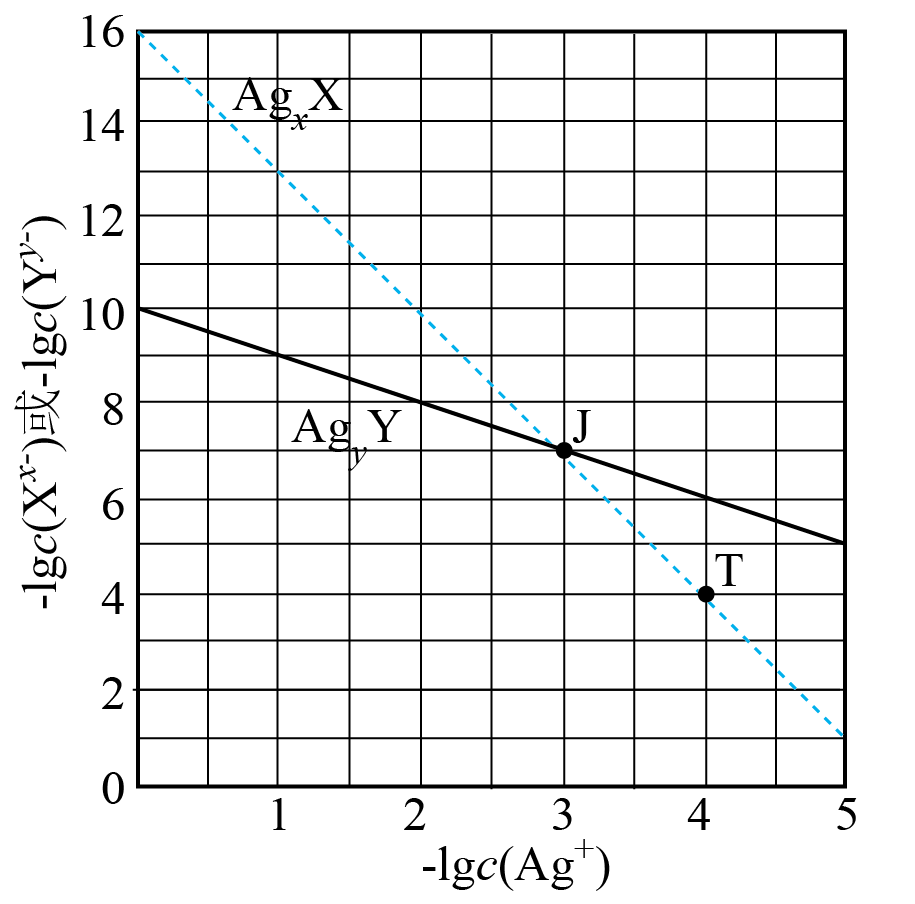 -lgc(Xˣ⁻)或-lgc(Yʸ⁻)
16
14
12
10
8
6
4
2
0
AgₓX
AgyY
J
T
1 2 3 4 5
-lgc(Ag⁺)